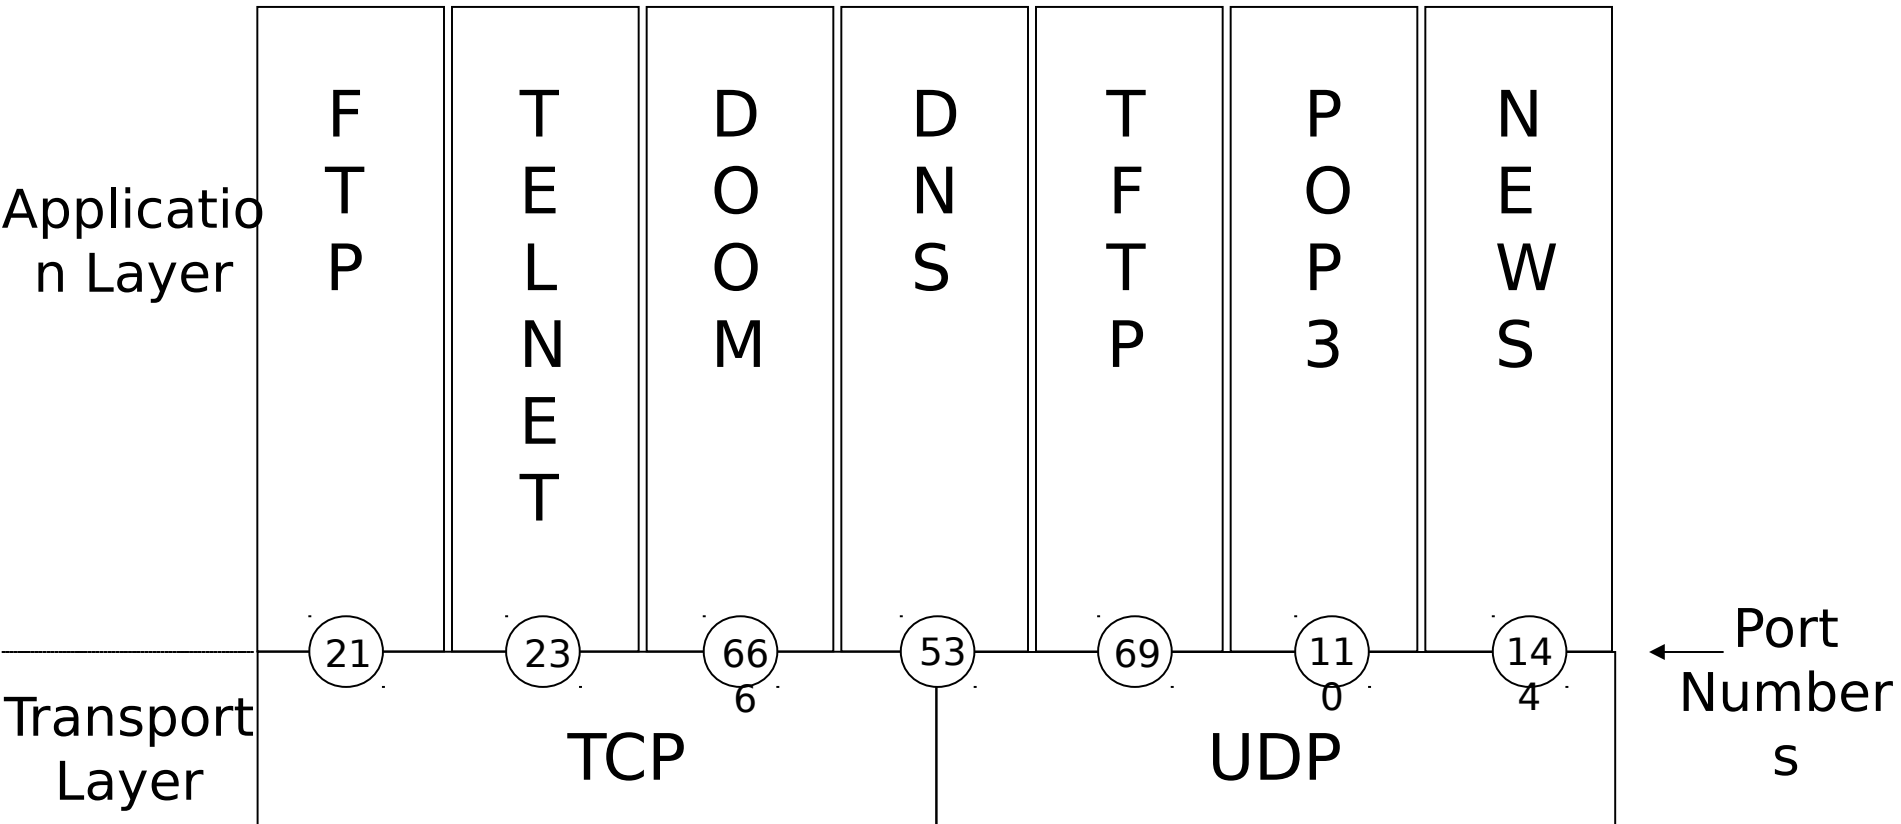 F
T
P
T
E
L
N
E
T
D
O
O
M
D
N
S
T
F
T
P
P
O
P
3
N
E
W
S
Applicatio
n Layer
21
23
66
6
53
69
11
0
14
4
Port
Number
s
Transport
Layer
TCP
UDP